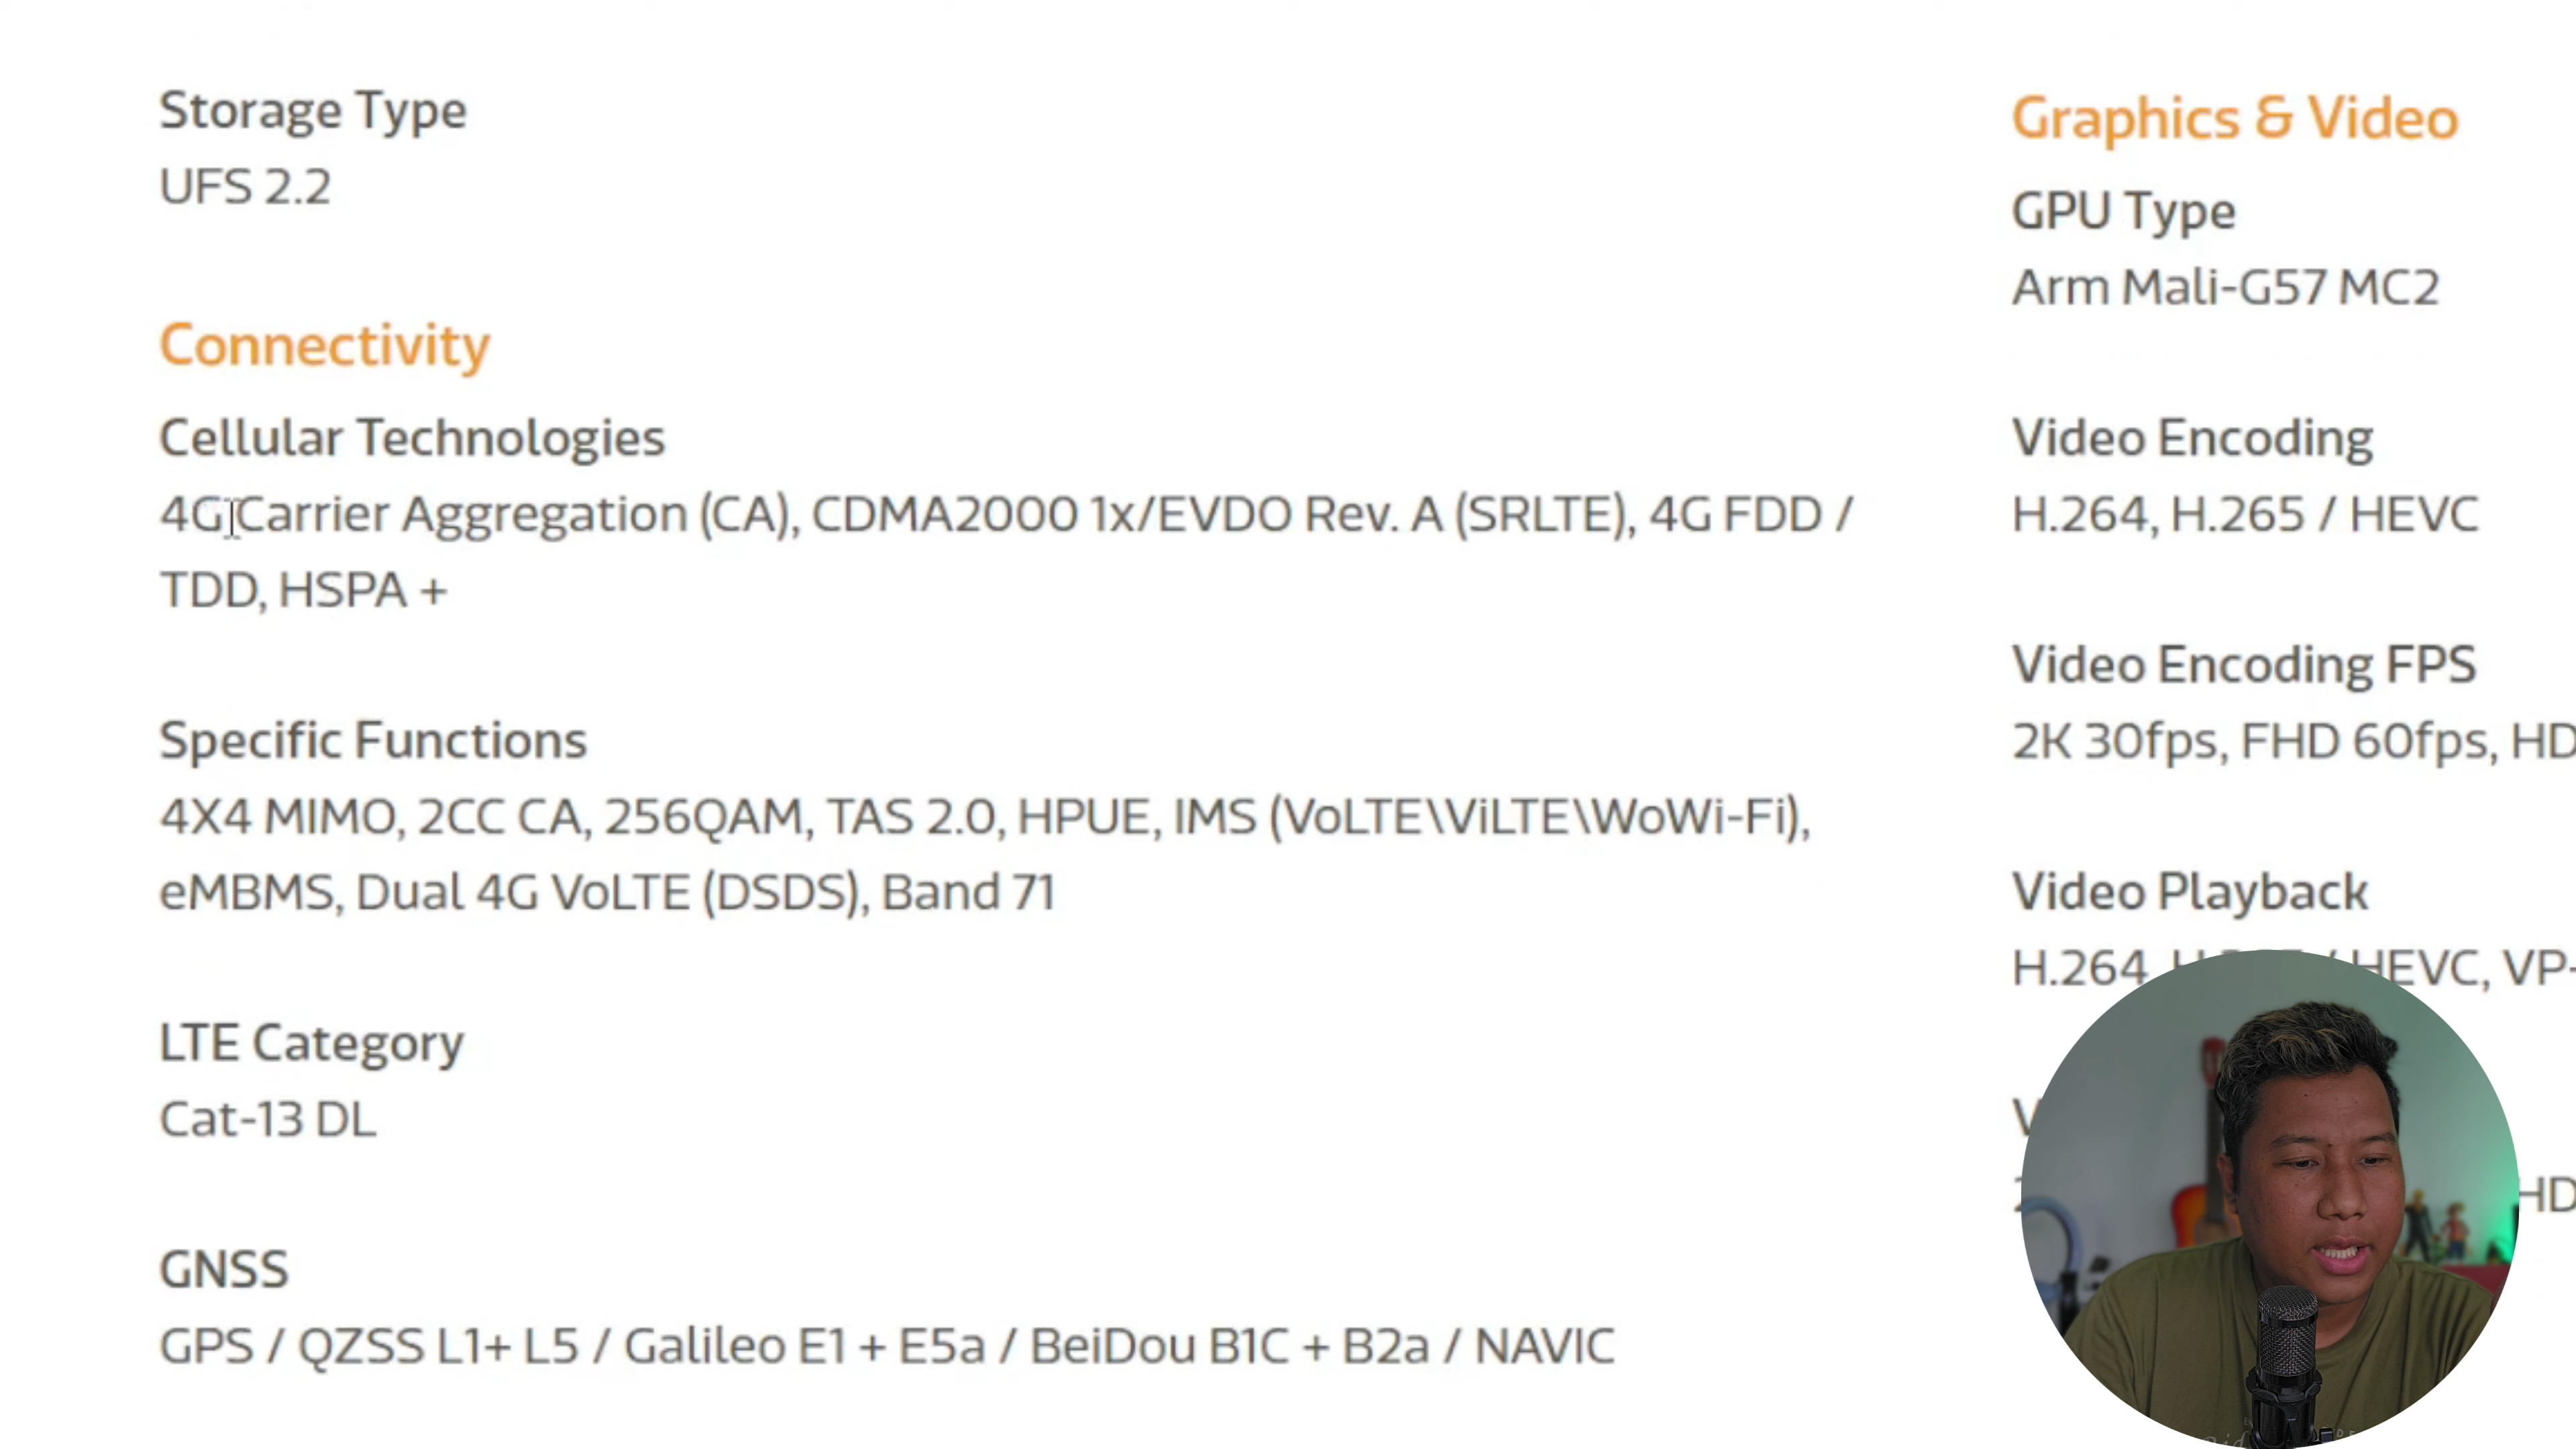 Storage Type
UFS 2.2
Connectivity
Cellular Technologies
4G Carrier Aggregation (CA), CDMA2000 1x/EVDO Rev. A (SRLTE), 4G FDD /
TDD, HSPA +
Specific Functions
4X4 MIMO, 2CC CA, 256QAM, TAS 2.0, HPUE, IMS (VoLTE\ViLTE\WoWi-Fi),
eMBMS, Dual 4G VoLTE (DSDS), Band 71
LTE Category
Cat-13 DL
GNSS
GPS / QZSS L1+ L5 / Galileo E1 + E5a / BeiDou B1C + B2a / NAVIC
Graphics & Video
GPU Type
Arm Mali-G57 MC2
Video Encoding
H.264, H.265 / HEVC
Video Encoding FPS
2K 30fps, FHD 60fps, HD
Video Playback
H.264, / HEVC, VP-
HD